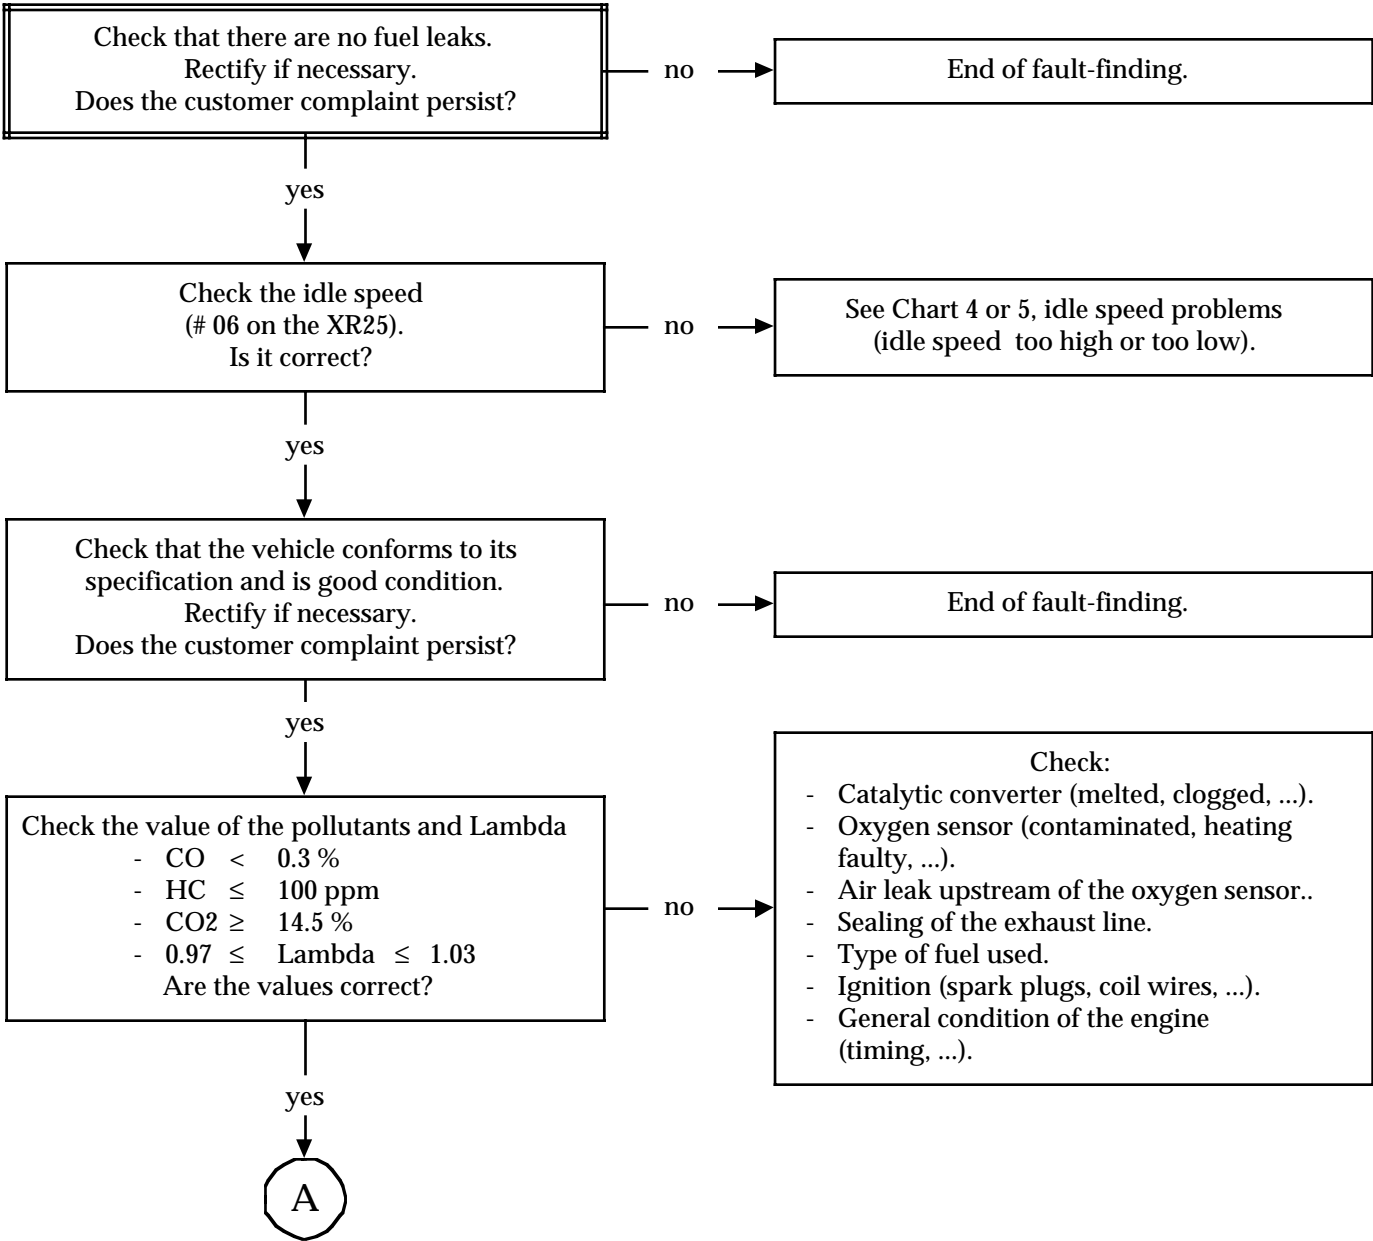 Check that there are no fuel leaks.
Rectify if necessary.
Does the customer complaint persist?
no
End of fault-finding.
yes
Check the idle speed
(# 06 on the XR25).
Is it correct?
no
See Chart 4 or 5, idle speed problems
(idle speed too high or too low).
yes
Check that the vehicle conforms to its
specification and is good condition.
Rectify if necessary.
Does the customer complaint persist?
no
End of fault-finding.
yes
Check the value of the pollutants and Lambda
- CO < 0.3 %
- HC ≤ 100 ppm
- CO2 ≥ 14.5 %
- 0.97 ≤ Lambda ≤ 1.03
Are the values correct?
no
Check:
- Catalytic converter (melted, clogged, ...).
- Oxygen sensor (contaminated, heating
faulty, ...).
- Air leak upstream of the oxygen sensor..
- Sealing of the exhaust line.
- Type of fuel used.
- Ignition (spark plugs, coil wires, ...).
- General condition of the engine
(timing, ...).
yes
A